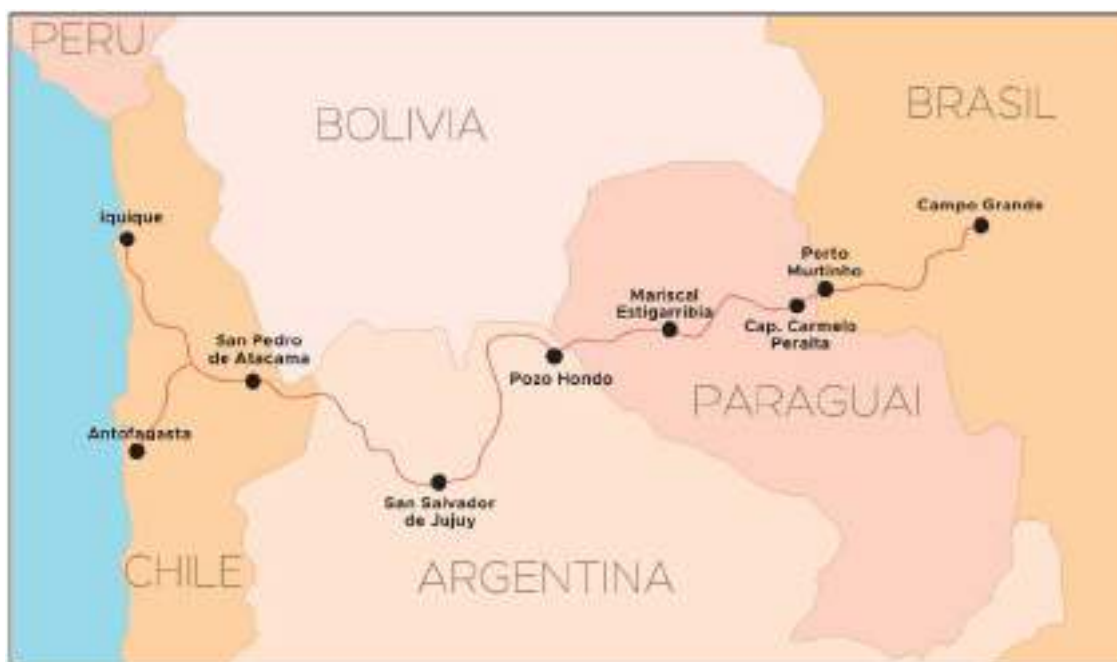 PERU
BOLIVIA
BRASIL
Iquique
Campo Grande
Porto
Murtinho
Mariscal
Estigarribia
Cap. Carmelo
Peralta
San Pedro
de Atacama
Pozo Hondo
PARAGUAI
Antofagasta
San Salvador
de Jujuy
CHILE
ARGENTINA